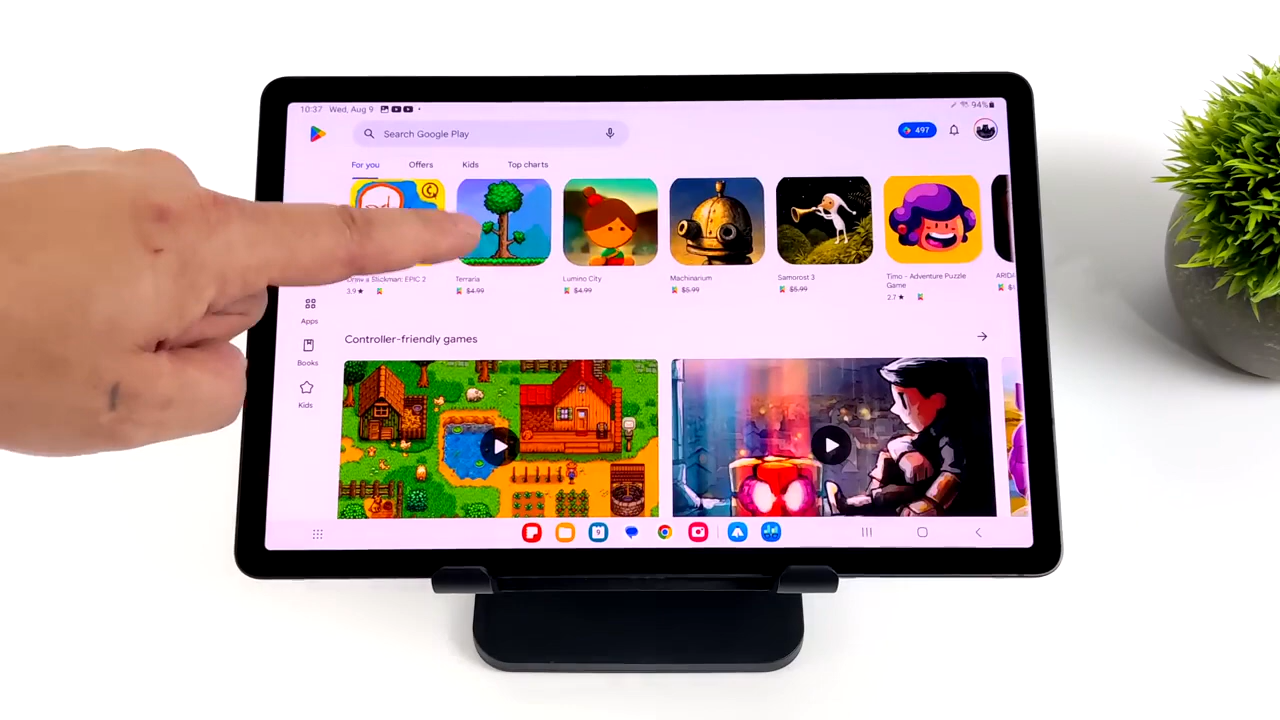 10:37 Wed, Aug 9
94%
Search Google Play
497
For you Offers Kids Top charts
Draw a Stickman: EPIC 2
3.9 ★
Terraria
$4.99
Lumino City
$4.99
Machinarium
$5.99
Samorost 3
$5.99
Timo - Adventure Puzzle
Game
2.7 ★
Apps
Books
Kids
Controller-friendly games
9